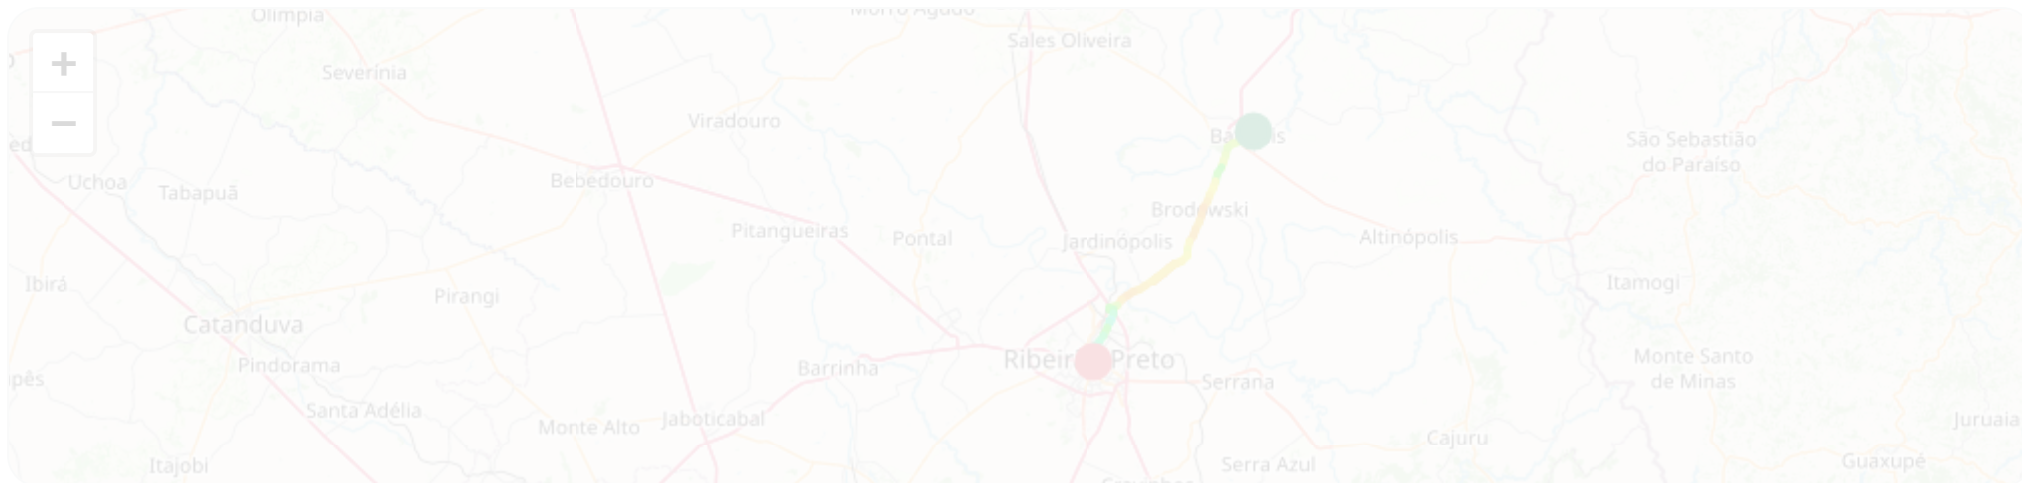 Olímpia
Morro Agudo
Sales Oliveira
+
Severínia
Viradouro
−
São Sebastião
do Paraíso
Uchoa
Tabapuã
Bebedouro
Brodowski
Pitangueiras
Pontal
Jardinópolis
Altinópolis
Ibirá
Pirangi
Itamogi
Catanduva
Ribeir Preto
Pindorama
Barrinha
Serrana
Monte Santo
de Minas
Santa Adélia
Jaboticabal
Monte Alto
Juruaia
Cajuru
Itajobi
Serra Azul
Guaxupé